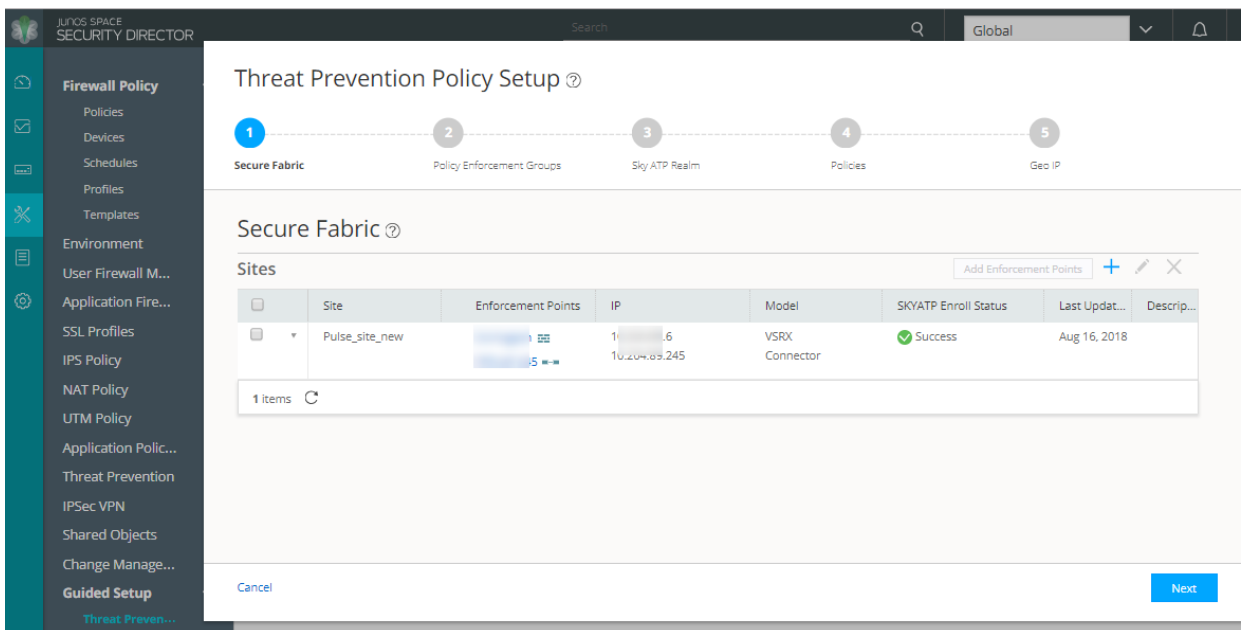 JUNOS SPACE
SECURITY DIRECTOR
Search
Global
Firewall Policy
Policies
Devices
Schedules
Profiles
Templates
Environment
User Firewall M...
Application Fire...
SSL Profiles
IPS Policy
NAT Policy
UTM Policy
Application Polic...
Threat Prevention
IPSec VPN
Shared Objects
Change Manage...
Guided Setup
Threat Preven...
Threat Prevention Policy Setup
1 2 3 4 5
Secure Fabric Policy Enforcement Groups Sky ATP Realm Policies Geo IP
Secure Fabric
Sites
Add Enforcement Points
Site Enforcement Points IP Model SKYATP Enroll Status Last Updat... Descrip...
Pulse_site_new VSRX Success Aug 16, 2018
Connector
1 items
Cancel
Next